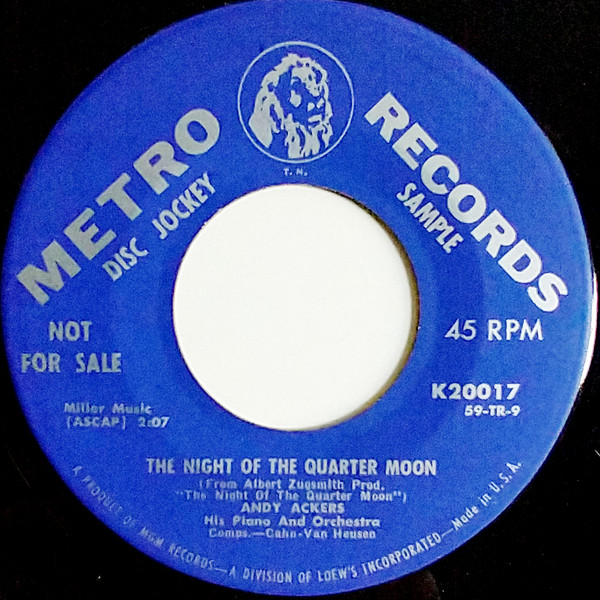 METRO RECORDS
T. M.
DISC JOCKEY SAMPLE
NOT
FOR SALE
45 RPM
K20017
59-TR-9
Miller Music
(ASCAP) 2:07
THE NIGHT OF THE QUARTER MOON
(From Albert Zugsmith Prod.
"The Night Of The Quarter Moon")
ANDY ACKERS
His Piano And Orchestra
Comps.—Cahn-Van Heusen
A PRODUCT OF MGM RECORDS—A DIVISION OF LOEW'S INCORPORATED—Made in U.S.A.